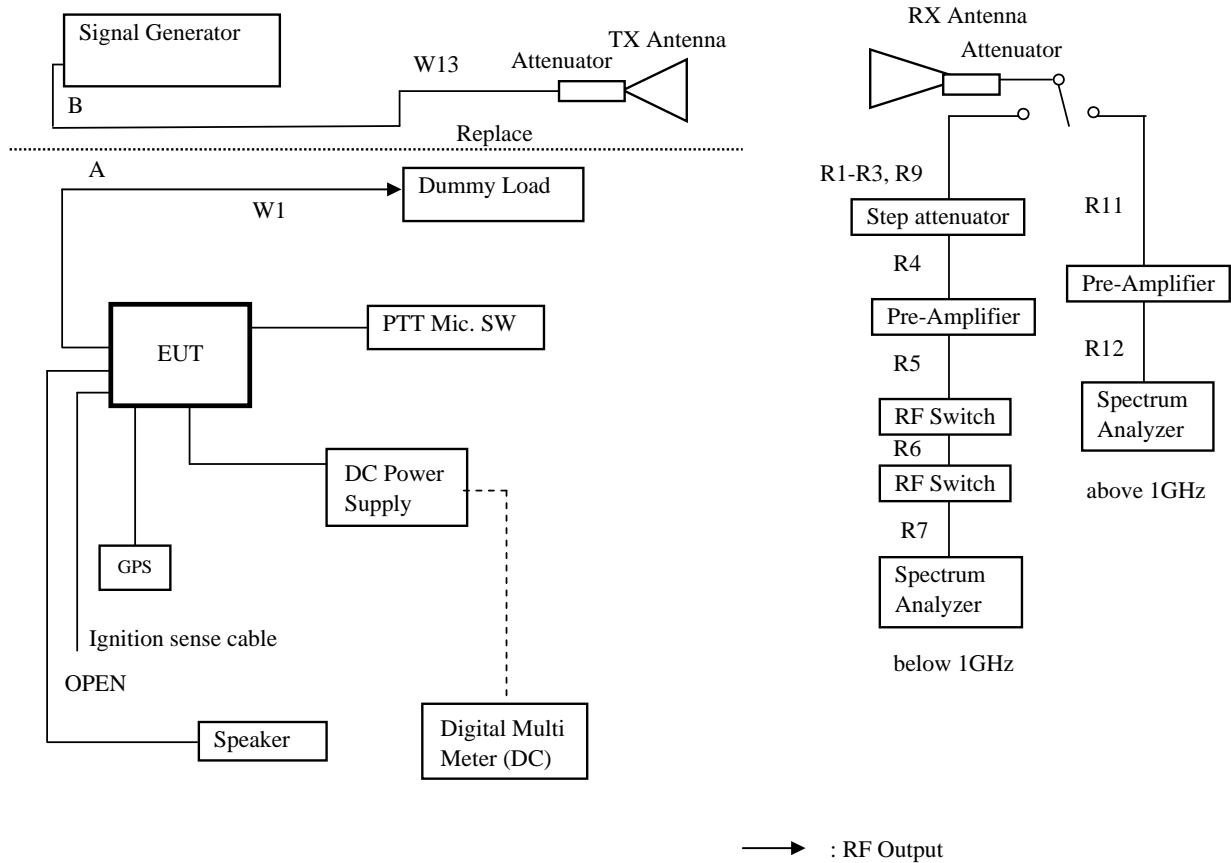 Signal Generator
B
W13
Attenuator
TX Antenna
Replace
A
W1
Dummy Load
EUT
PTT Mic. SW
DC Power
Supply
GPS
Ignition sense cable
OPEN
Speaker
Digital Multi
Meter (DC)
RX Antenna
Attenuator
R1-R3, R9
Step attenuator
R4
Pre-Amplifier
R5
RF Switch
R6
RF Switch
R7
Spectrum
Analyzer
below 1GHz
R11
Pre-Amplifier
R12
Spectrum
Analyzer
above 1GHz
: RF Output